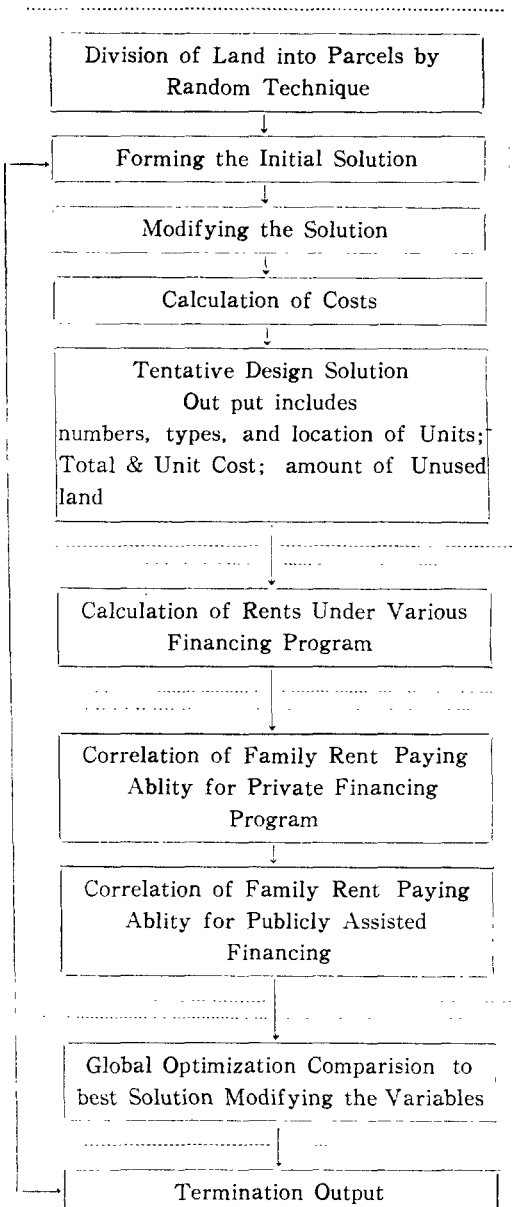 Division of Land into Parcels by
Random Technique
Forming the Initial Solution
Modifying the Solution
Calculation of Costs
Tentative Design Solution
Out put includes
numbers, types, and location of Units;
Total & Unit Cost; amount of Unused
land
Calculation of Rents Under Various
Financing Program
Correlation of Family Rent Paying
Ablity for Private Financing
Program
Correlation of Family Rent Paying
Ablity for Publicly Assisted
Financing
Global Optimization Comparision to
best Solution Modifying the Variables
Termination Output